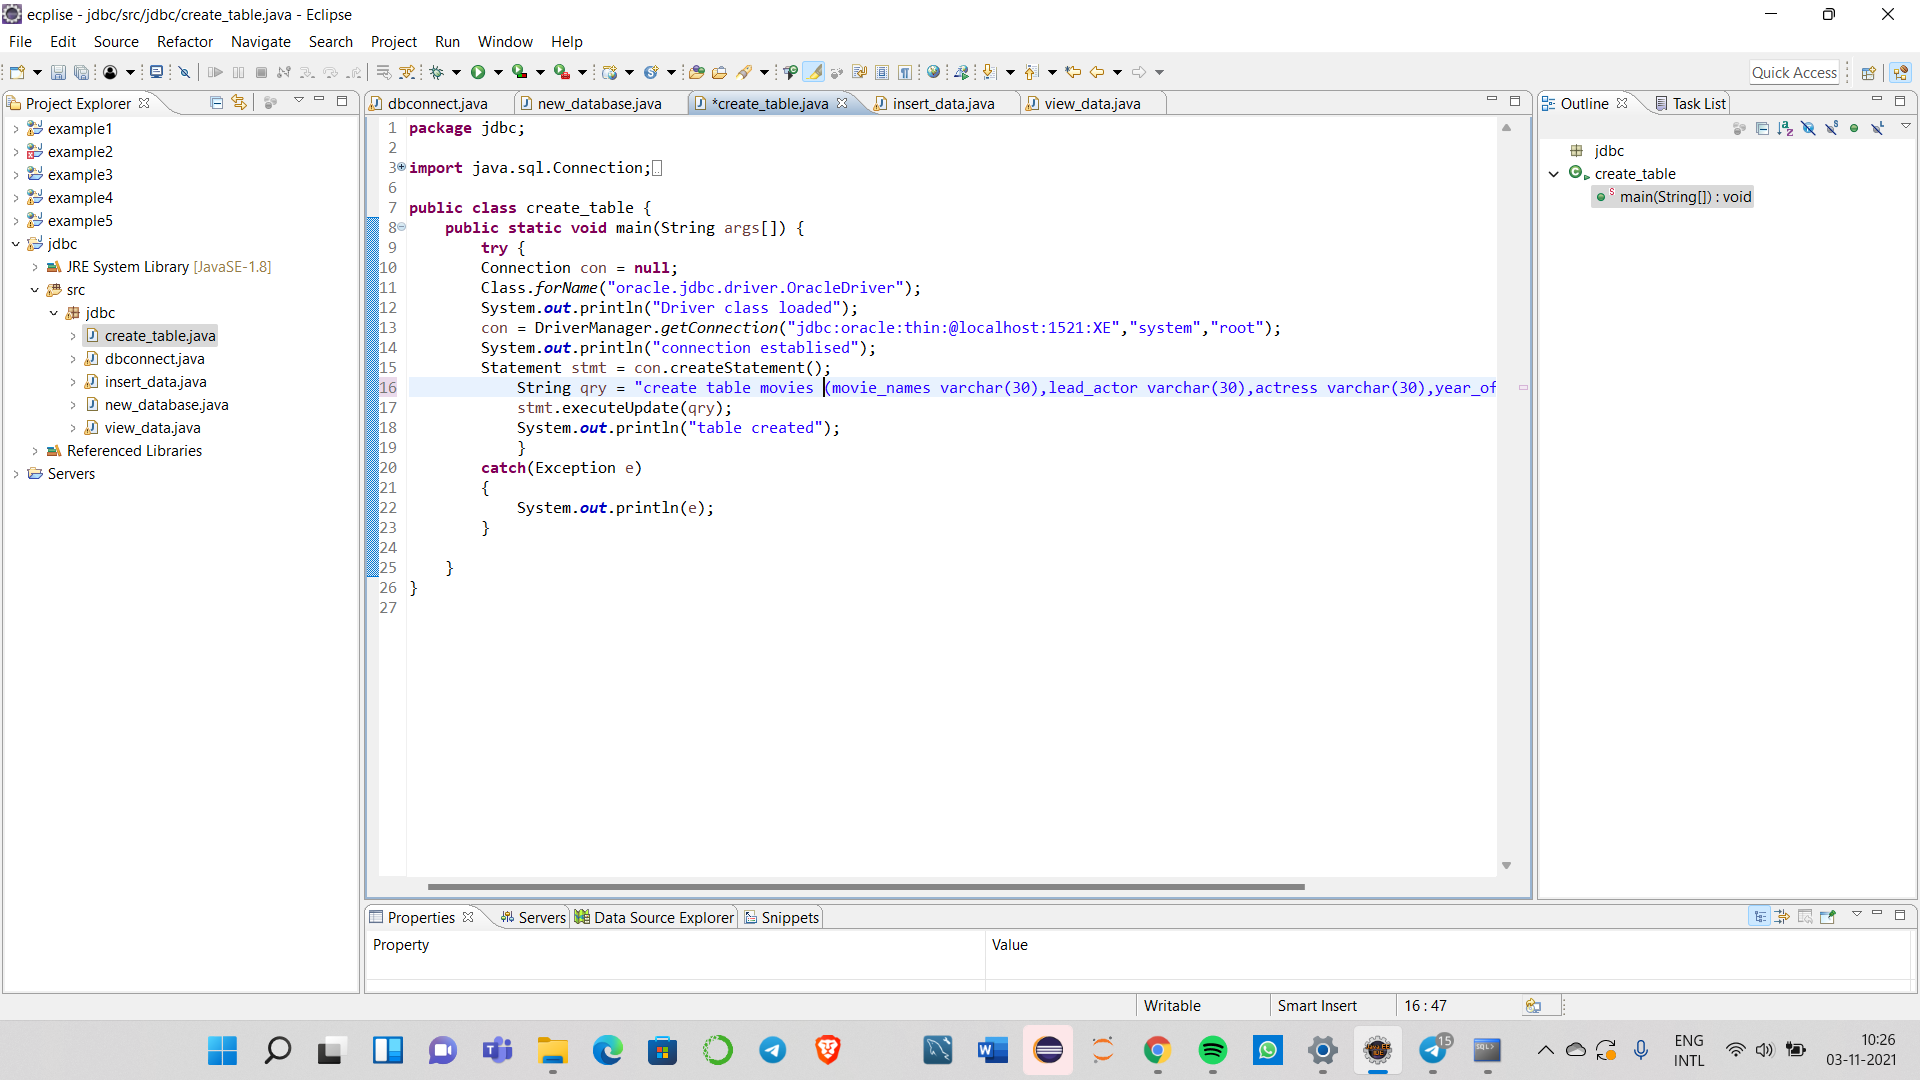 ecplise - jdbc/src/jdbc/create_table.java - Eclipse
File Edit Source Refactor Navigate Search Project Run Window Help
Quick Access
Project Explorer
example1
example2
example3
example4
example5
jdbc
JRE System Library [JavaSE-1.8]
src
jdbc
create_table.java
dbconnect.java
insert_data.java
new_database.java
view_data.java
Referenced Libraries
Servers
dbconnect.java new_database.java *create_table.java insert_data.java view_data.java
1 package jdbc;
2
3 import java.sql.Connection;
6
7 public class create_table {
8 public static void main(String args[]) {
9 try {
10 Connection con = null;
11 Class.forName("oracle.jdbc.driver.OracleDriver");
12 System.out.println("Driver class loaded");
13 con = DriverManager.getConnection("jdbc:oracle:thin:@localhost:1521:XE","system","root");
14 System.out.println("connection establised");
15 Statement stmt = con.createStatement();
16 String qry = "create table movies (movie_names varchar(30),lead_actor varchar(30),actress varchar(30),year_of
17 stmt.executeUpdate(qry);
18 System.out.println("table created");
19 }
20 catch(Exception e)
21 {
22 System.out.println(e);
23 }
24
25 }
26 }
27
Outline Task List
jdbc
create_table
main(String[]) : void
Properties Servers Data Source Explorer Snippets
Property Value
Writable Smart Insert 16 : 47
15
SQL>
ENG
INTL
10:26
03-11-2021